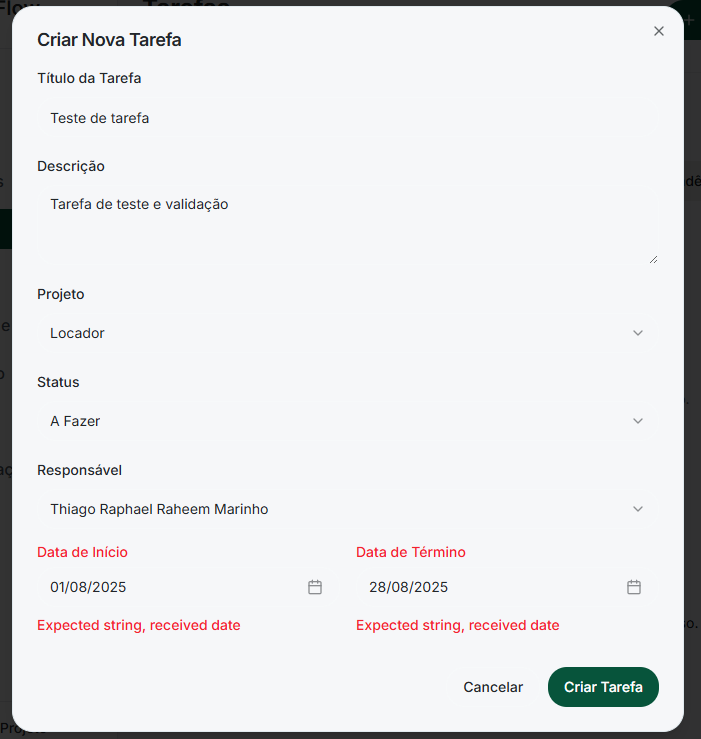 Flow
Tarefas
Criar Nova Tarefa
Título da Tarefa
Teste de tarefa
Descrição
Tarefa de teste e validação
Projeto
Locador
Status
A Fazer
Responsável
Thiago Raphael Raheem Marinho
Data de Início Data de Término
01/08/2025 28/08/2025
Expected string, received date Expected string, received date
Cancelar Criar Tarefa